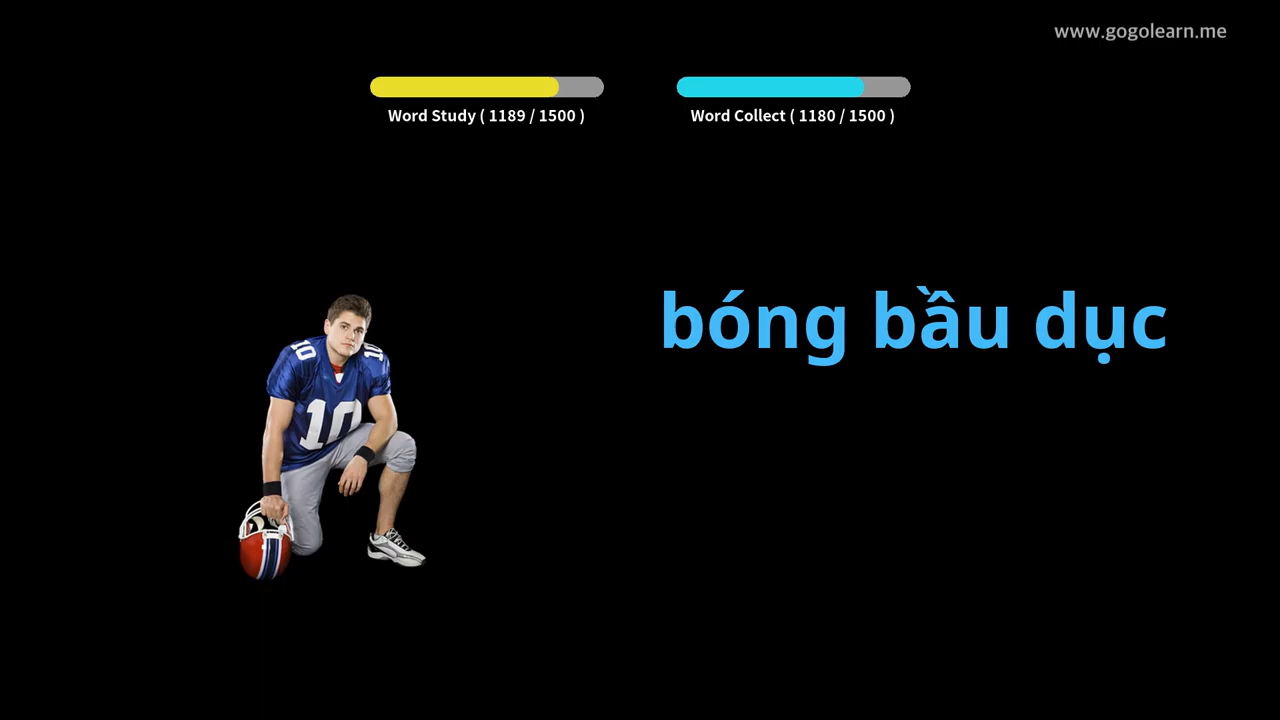 www.gogolearn.me
Word Study ( 1189 / 1500 )
Word Collect ( 1180 / 1500 )
bóng bầu dục
10
10
10